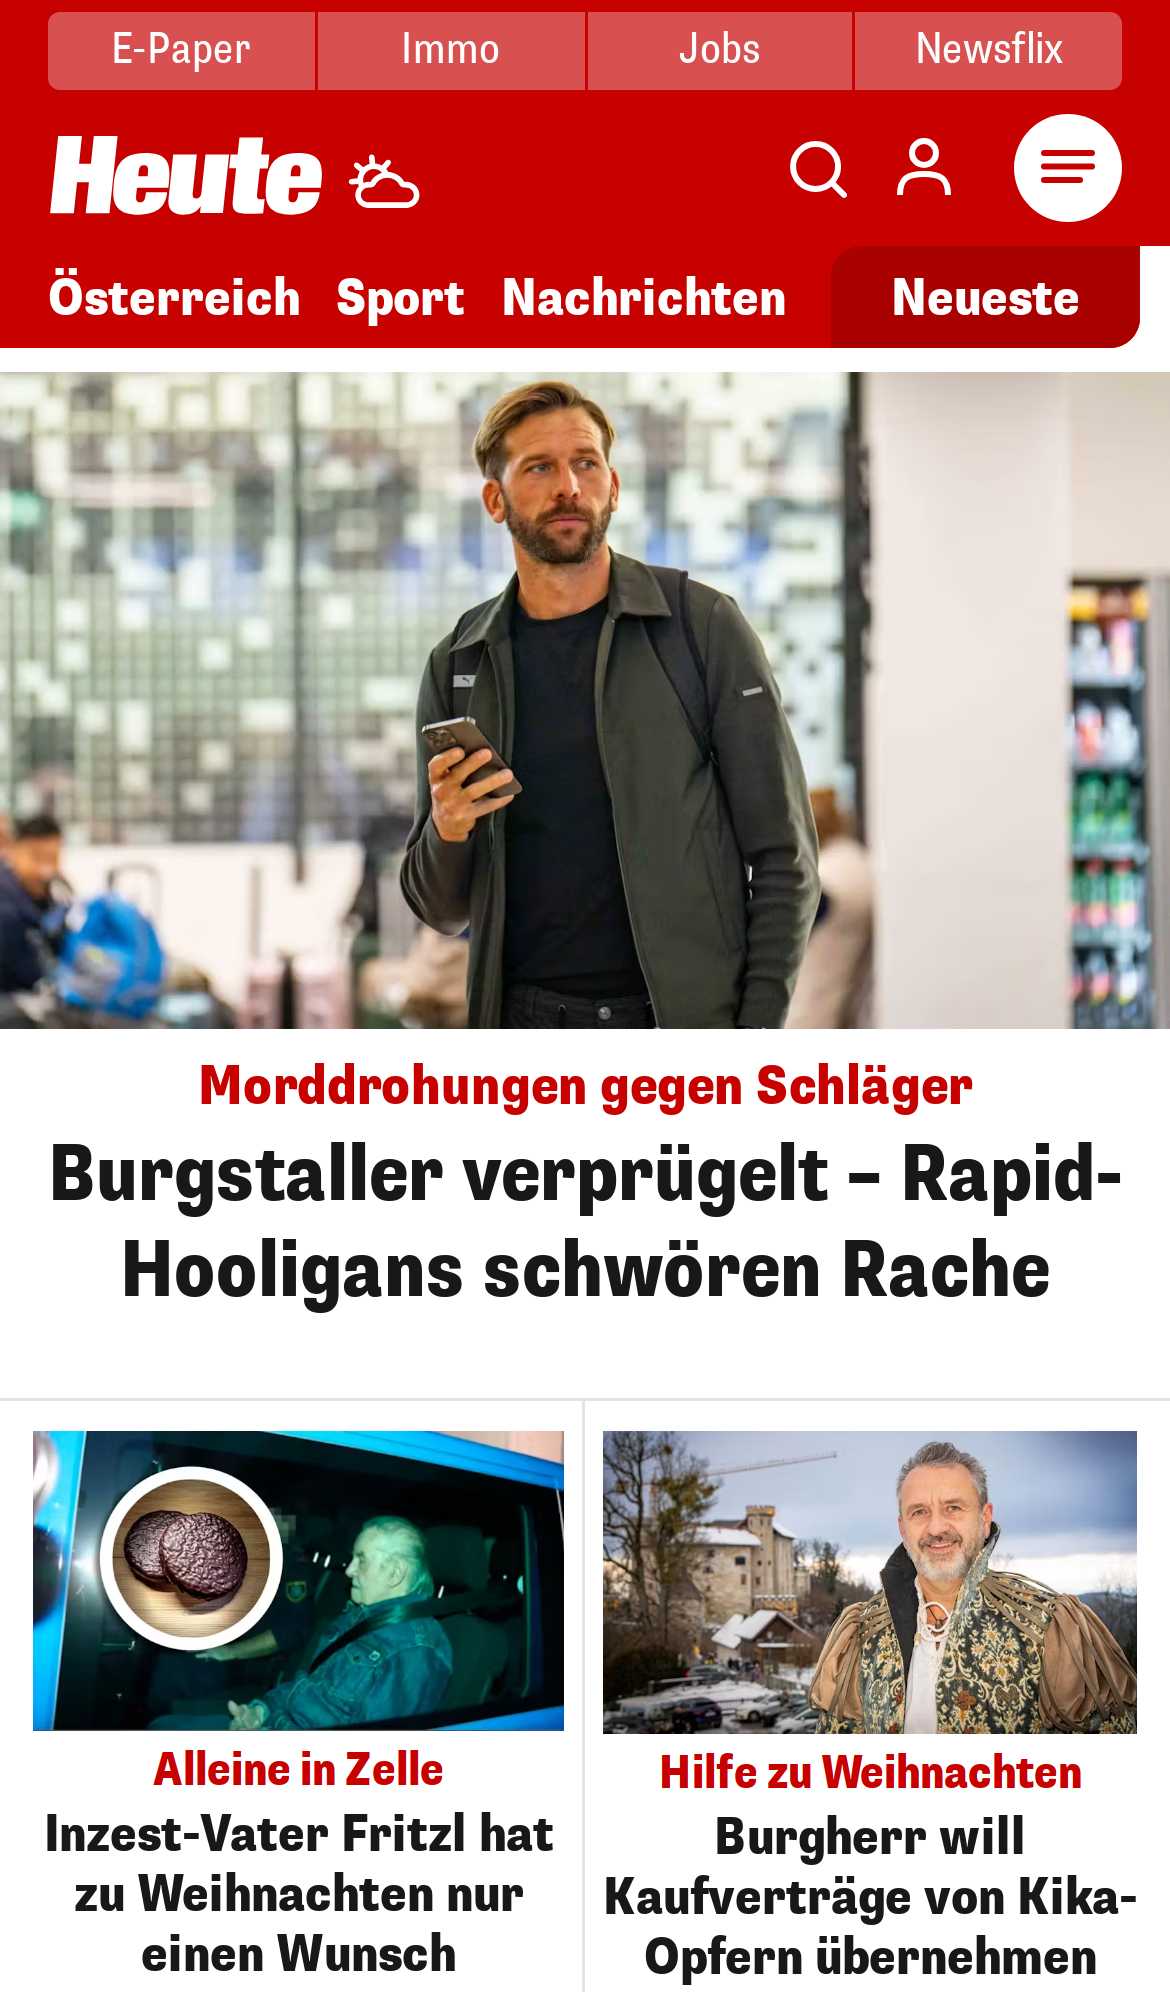 E-Paper
Immo
Jobs
Newsflix
Heute
Österreich
Sport
Nachrichten
Neueste
Morddrohungen gegen Schläger
Burgstaller verprügelt – Rapid-
Hooligans schwören Rache
Alleine in Zelle
Inzest-Vater Fritzl hat
zu Weihnachten nur
einen Wunsch
Hilfe zu Weihnachten
Burgherr will
Kaufverträge von Kika-
Opfern übernehmen